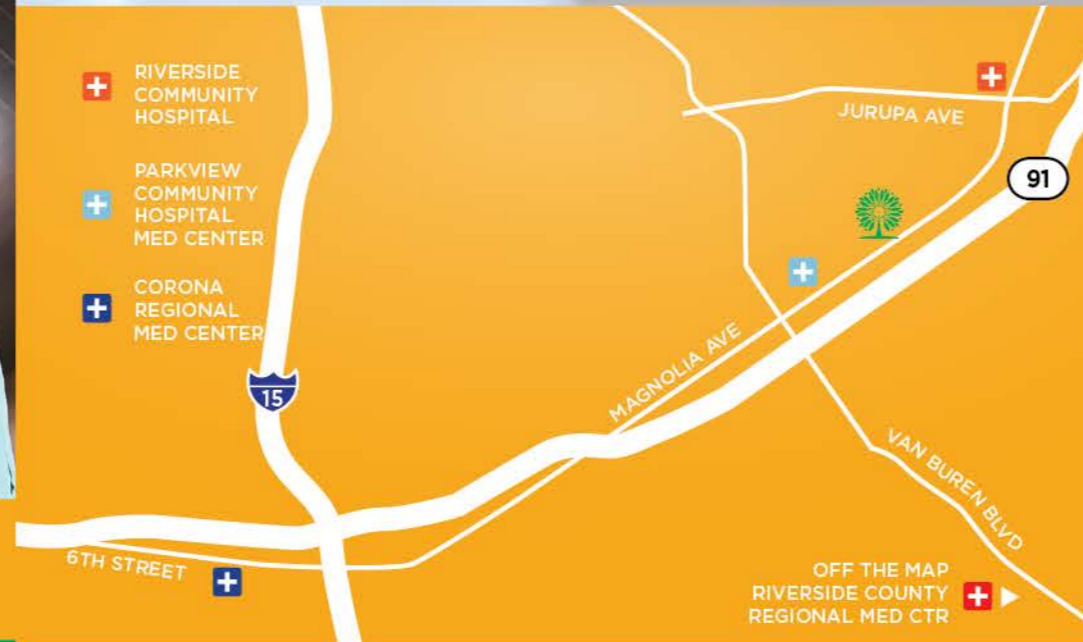 RIVERSIDE
COMMUNITY
HOSPITAL
PARKVIEW
COMMUNITY
HOSPITAL
MED CENTER
CORONA
REGIONAL
MED CENTER
JURUPA AVE
91
15
MAGNOLIA AVE
VAN BUREN BLVD
6TH STREET
OFF THE MAP
RIVERSIDE COUNTY
REGIONAL MED CTR